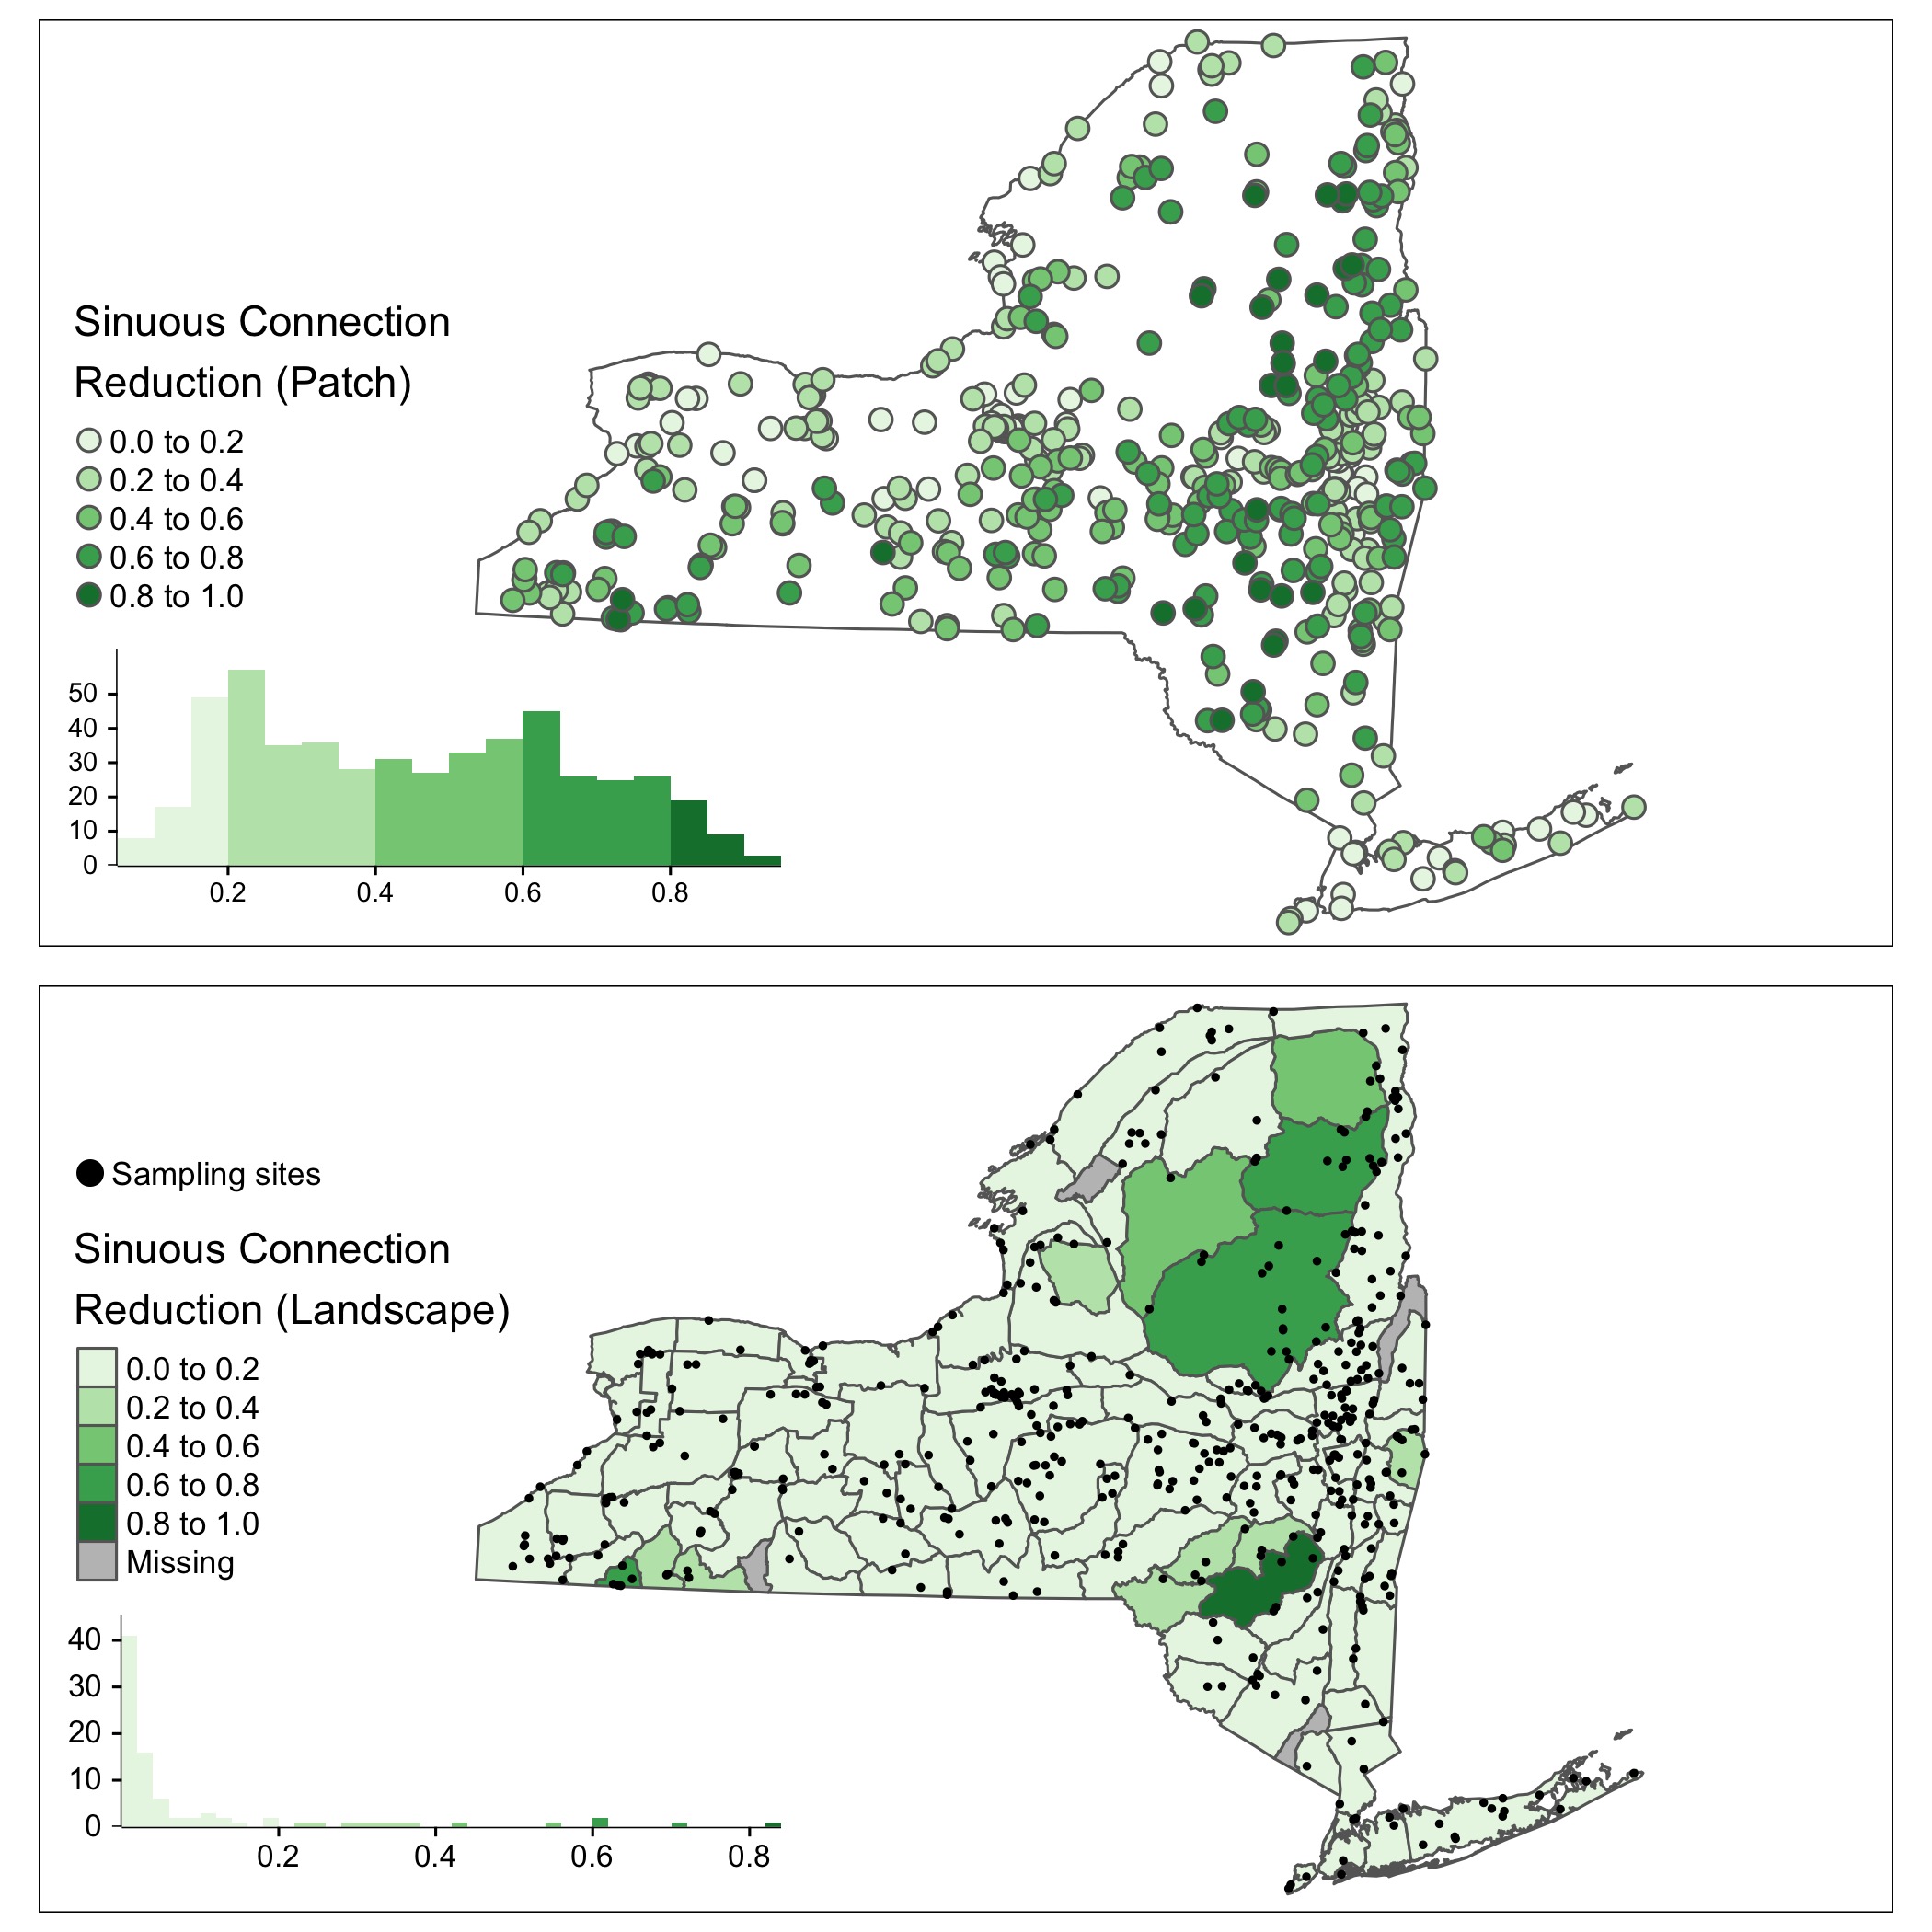 Sinuous Connection
Reduction (Patch)
0.0 to 0.2
0.2 to 0.4
0.4 to 0.6
0.6 to 0.8
0.8 to 1.0
50
40
30
20
10
0
0.2 0.4 0.6 0.8
Sampling sites
Sinuous Connection
Reduction (Landscape)
0.0 to 0.2
0.2 to 0.4
0.4 to 0.6
0.6 to 0.8
0.8 to 1.0
Missing
40
30
20
10
0
0.2 0.4 0.6 0.8